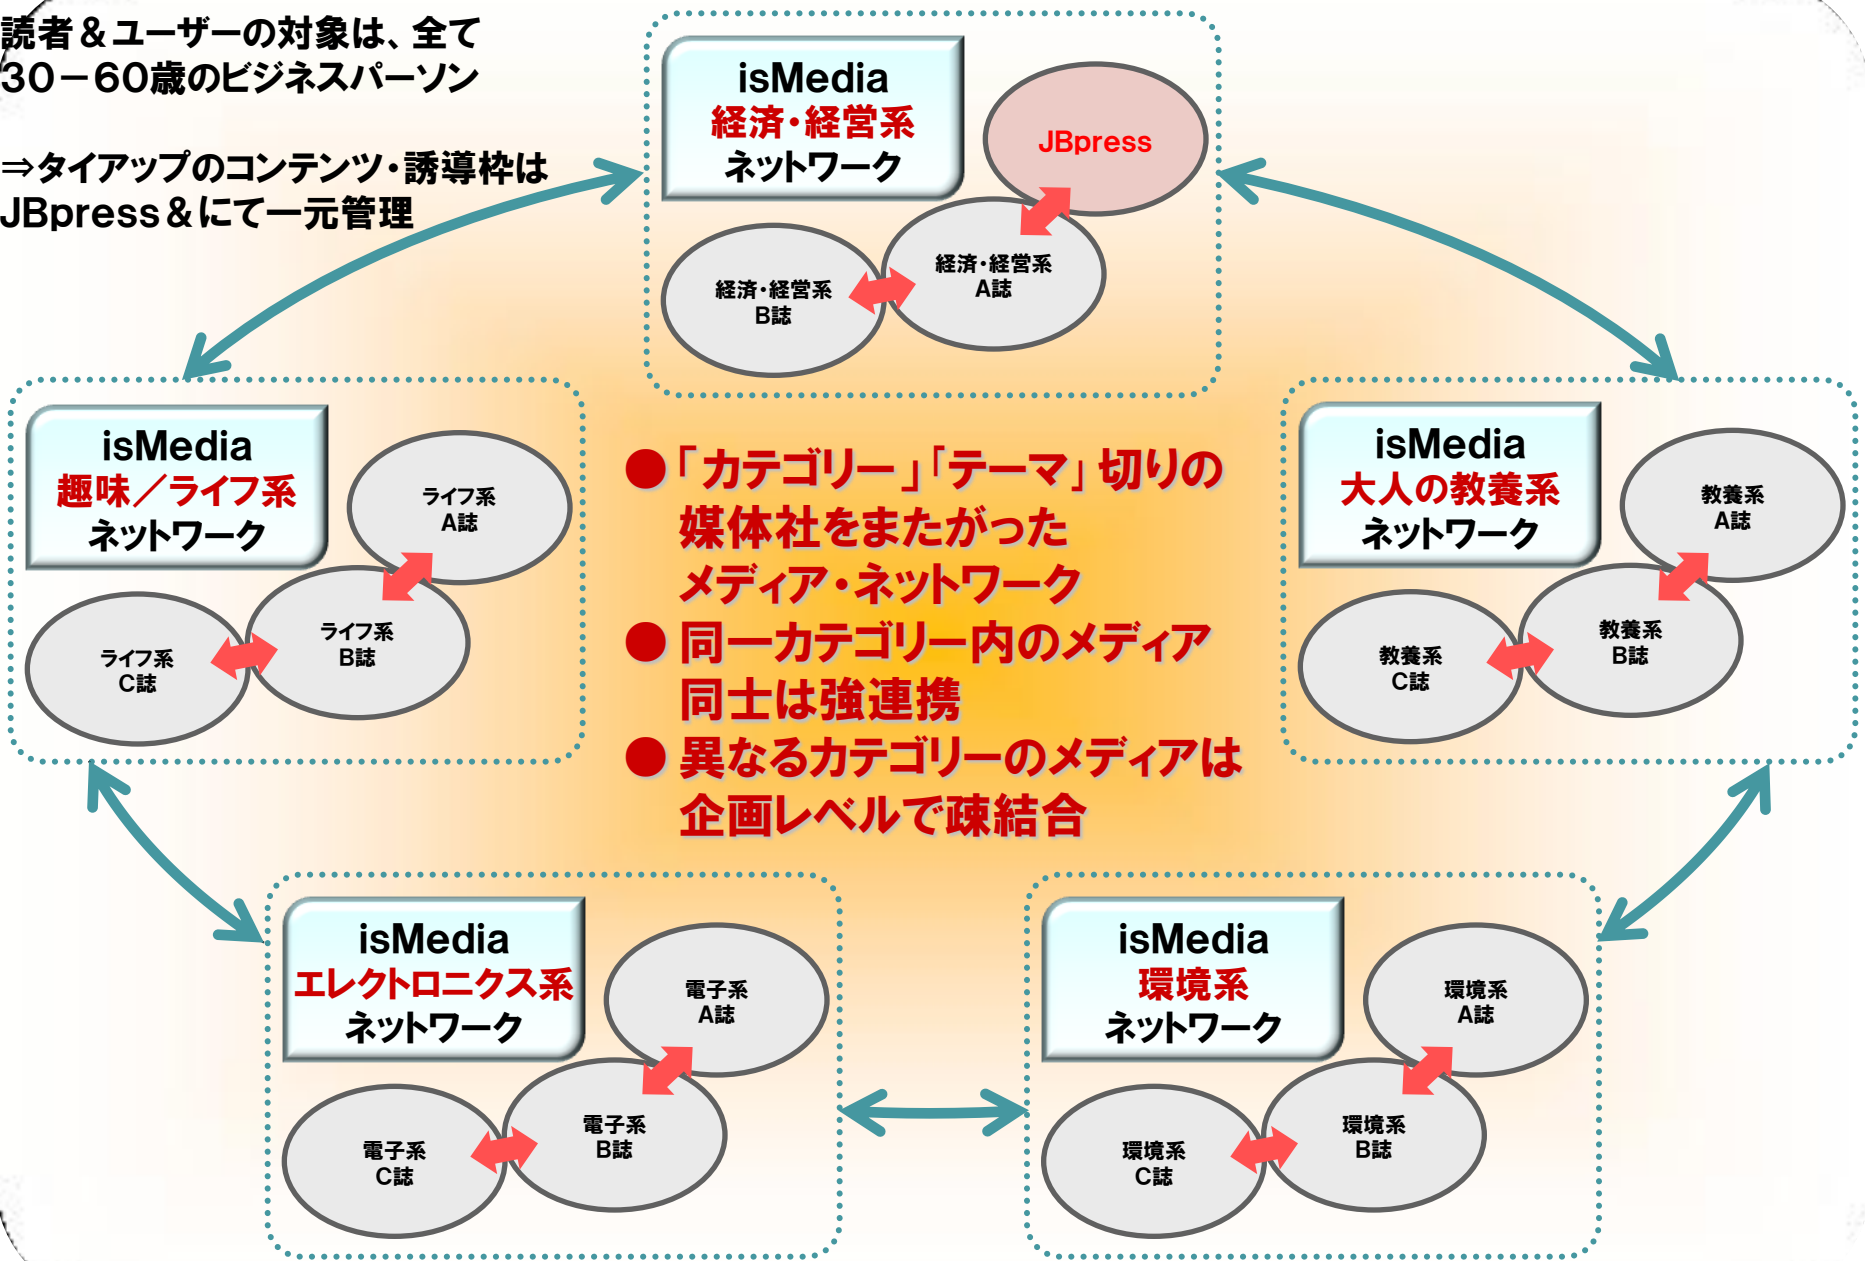 読者＆ユーザーの対象は、全て
30－60歳のビジネスパーソン
⇒タイアップのコンテンツ・誘導枠は
JBpress＆にて一元管理
isMedia
経済・経営系
ネットワーク
JBpress
経済・経営系
A誌
経済・経営系
B誌
isMedia
趣味／ライフ系
ネットワーク
ライフ系
A誌
ライフ系
B誌
ライフ系
C誌
●「カテゴリー」「テーマ」切りの
媒体社をまたがった
メディア・ネットワーク
● 同一カテゴリー内のメディア
同士は強連携
● 異なるカテゴリーのメディアは
企画レベルで疎結合
isMedia
大人の教養系
ネットワーク
教養系
A誌
教養系
B誌
教養系
C誌
isMedia
エレクトロニクス系
ネットワーク
電子系
A誌
電子系
B誌
電子系
C誌
isMedia
環境系
ネットワーク
環境系
A誌
環境系
B誌
環境系
C誌